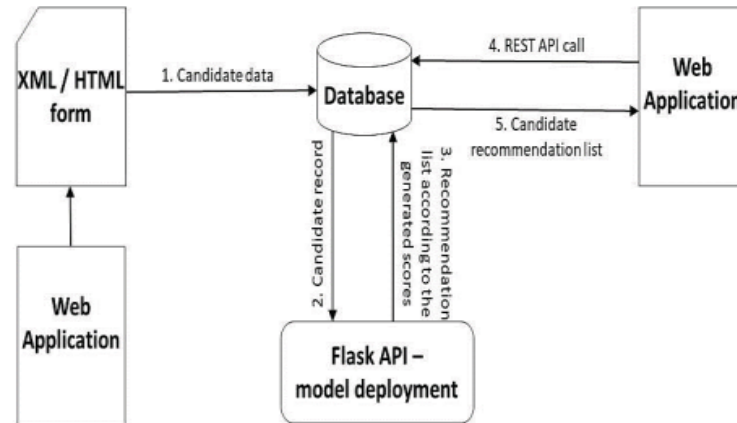 XML / HTML
form
1. Candidate data
Database
4. REST API call
5. Candidate
recommendation list
Web
Application
2. Candidate record
3. Recommendation
list according to the
generated scores
Web
Application
Flask API –
model deployment